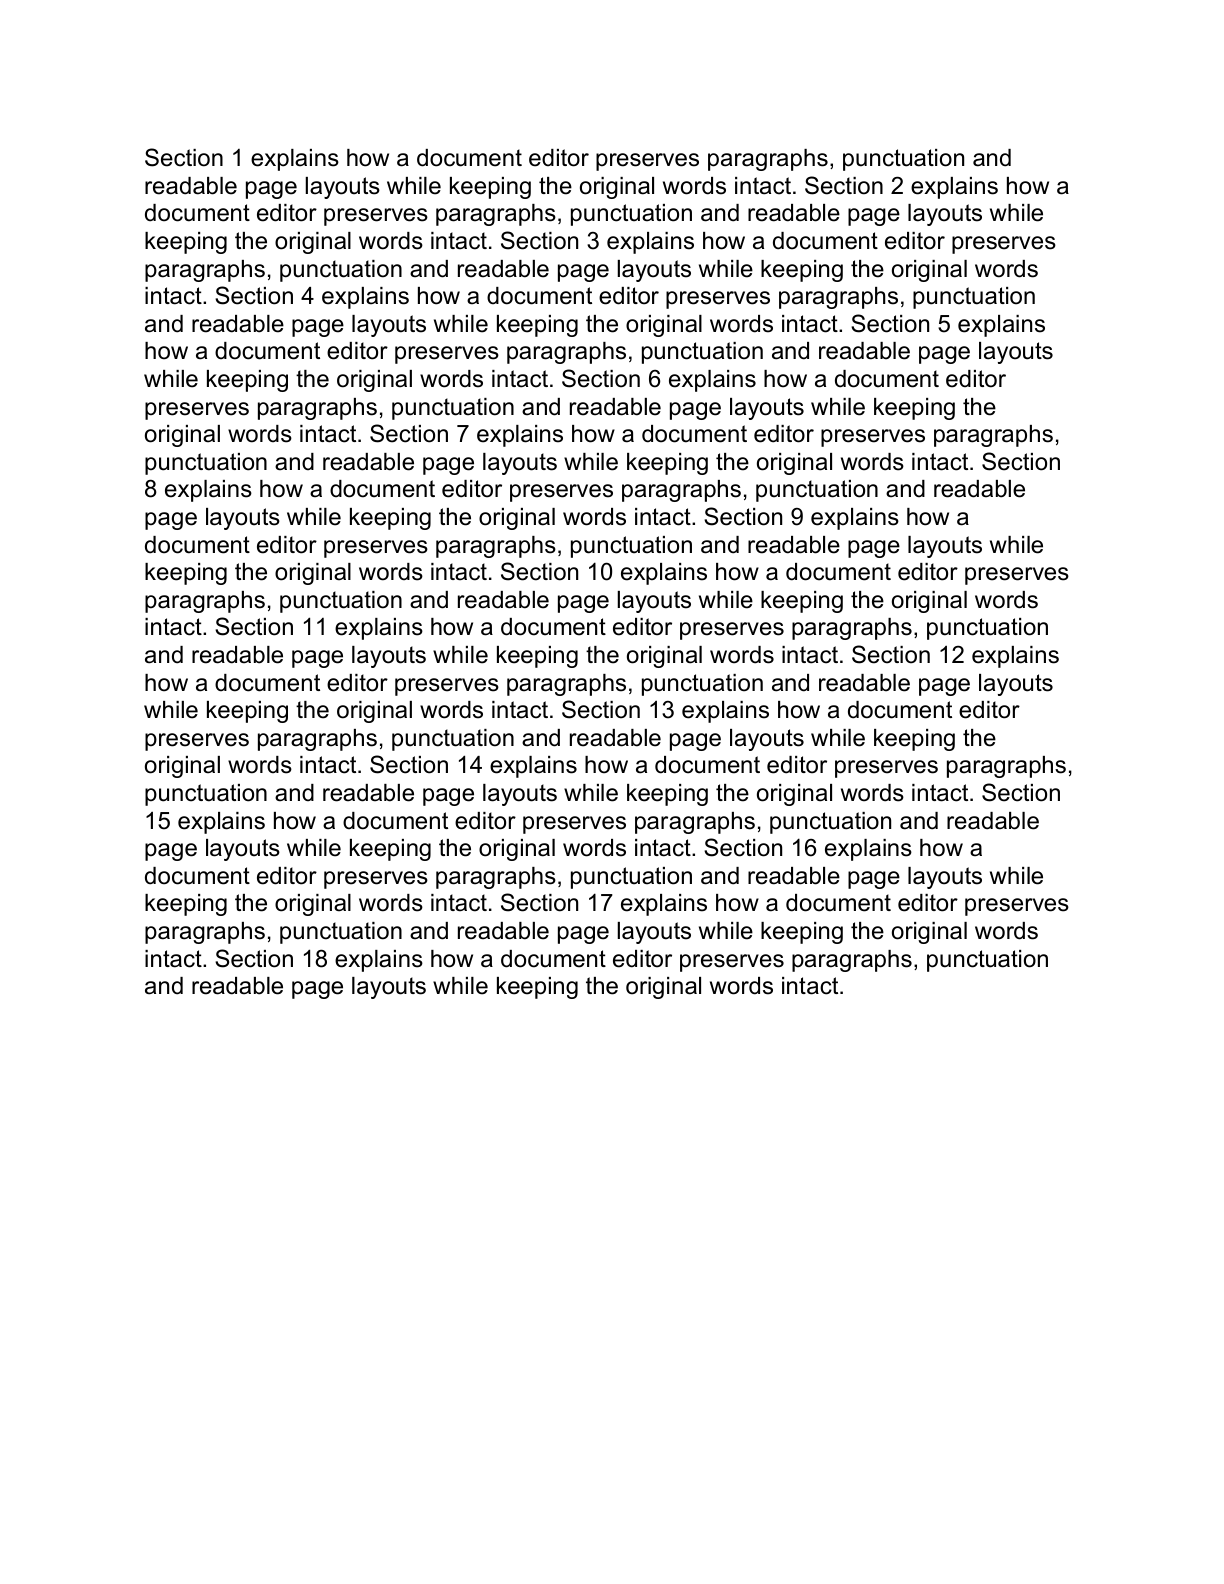 Section 1 explains how a document editor preserves paragraphs, punctuation and
readable page layouts while keeping the original words intact. Section 2 explains how a
document editor preserves paragraphs, punctuation and readable page layouts while
keeping the original words intact. Section 3 explains how a document editor preserves
paragraphs, punctuation and readable page layouts while keeping the original words
intact. Section 4 explains how a document editor preserves paragraphs, punctuation
and readable page layouts while keeping the original words intact. Section 5 explains
how a document editor preserves paragraphs, punctuation and readable page layouts
while keeping the original words intact. Section 6 explains how a document editor
preserves paragraphs, punctuation and readable page layouts while keeping the
original words intact. Section 7 explains how a document editor preserves paragraphs,
punctuation and readable page layouts while keeping the original words intact. Section
8 explains how a document editor preserves paragraphs, punctuation and readable
page layouts while keeping the original words intact. Section 9 explains how a
document editor preserves paragraphs, punctuation and readable page layouts while
keeping the original words intact. Section 10 explains how a document editor preserves
paragraphs, punctuation and readable page layouts while keeping the original words
intact. Section 11 explains how a document editor preserves paragraphs, punctuation
and readable page layouts while keeping the original words intact. Section 12 explains
how a document editor preserves paragraphs, punctuation and readable page layouts
while keeping the original words intact. Section 13 explains how a document editor
preserves paragraphs, punctuation and readable page layouts while keeping the
original words intact. Section 14 explains how a document editor preserves paragraphs,
punctuation and readable page layouts while keeping the original words intact. Section
15 explains how a document editor preserves paragraphs, punctuation and readable
page layouts while keeping the original words intact. Section 16 explains how a
document editor preserves paragraphs, punctuation and readable page layouts while
keeping the original words intact. Section 17 explains how a document editor preserves
paragraphs, punctuation and readable page layouts while keeping the original words
intact. Section 18 explains how a document editor preserves paragraphs, punctuation
and readable page layouts while keeping the original words intact.